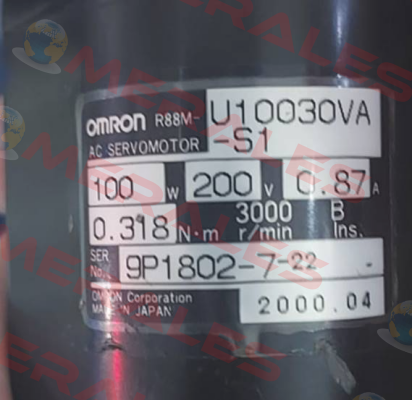 OMRON R88M-U10030VA
AC SERVOMOTOR -S1
100 W 200 V 0.87 A
0.318 N·m 3000 r/min B Ins.
SER No. 9P1802-7-22 -
OMRON Corporation
MADE IN JAPAN 2000.04
MERALES